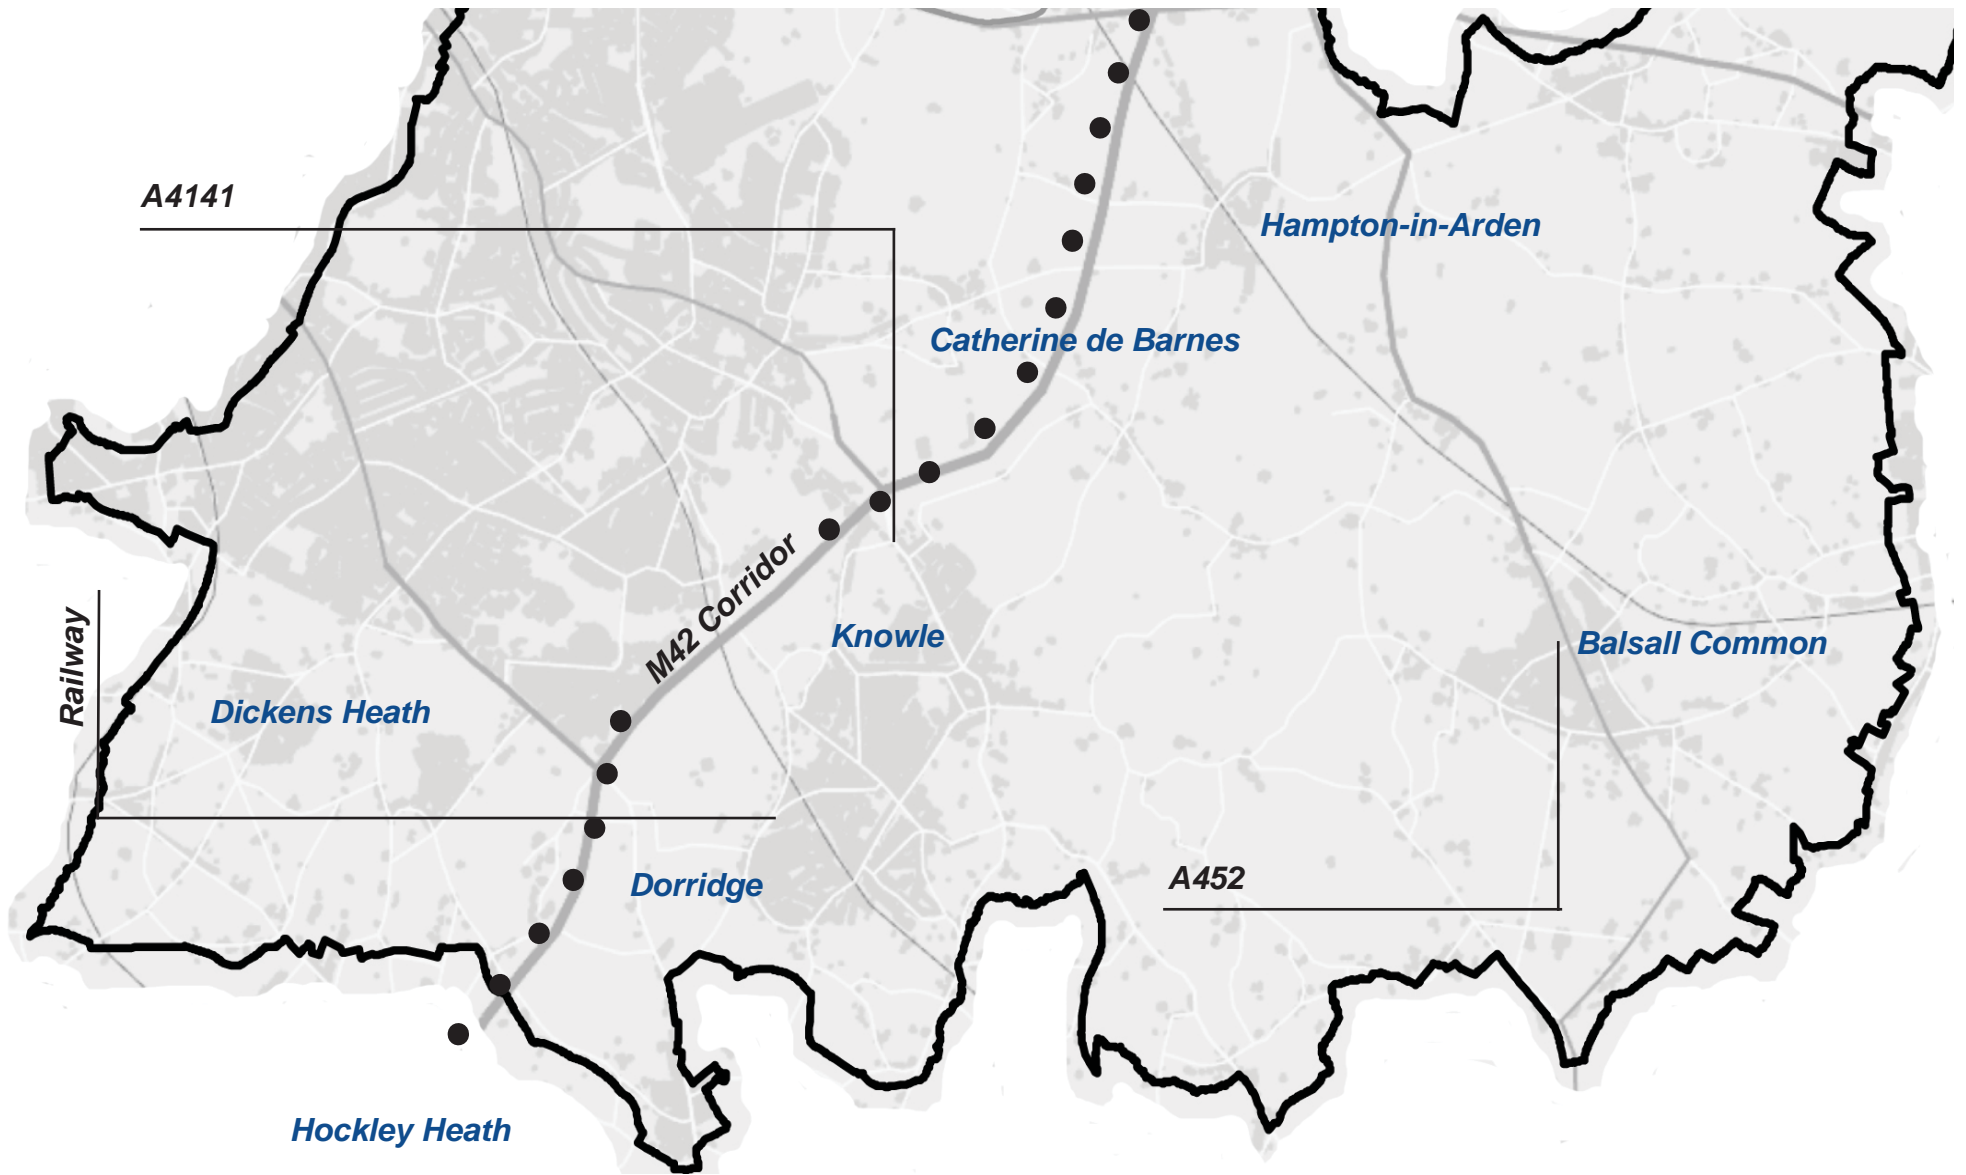 A4141
Hampton-in-Arden
Catherine de Barnes
M42 Corridor
Railway
Knowle
Balsall Common
Dickens Heath
Dorridge
A452
Hockley Heath